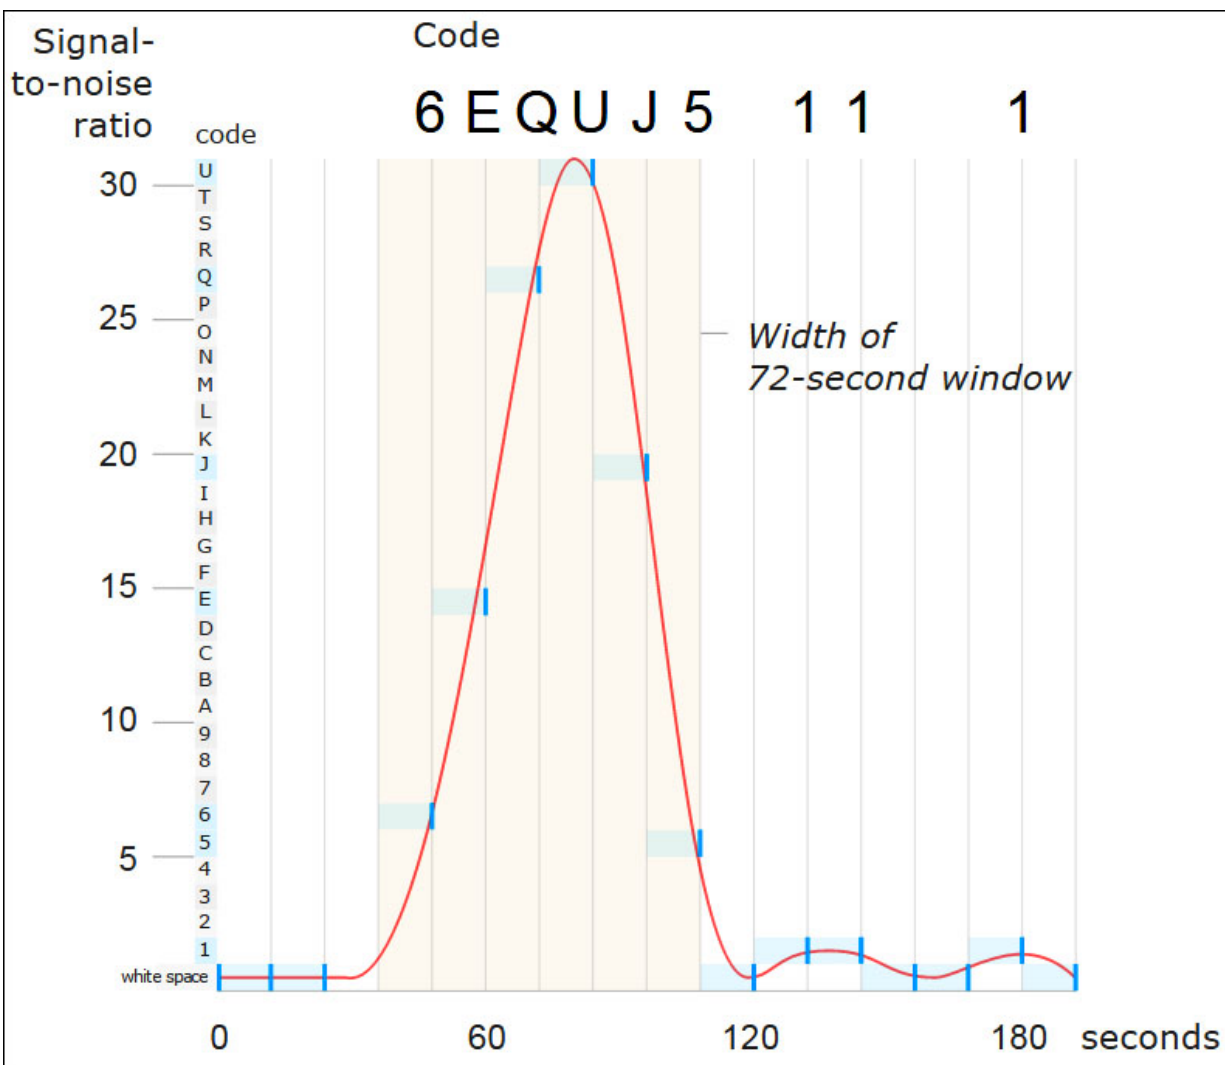 Signal-
to-noise
ratio
Code
6 E Q U J 5 1 1 1
code
30
25
20
15
10
5
U
T
S
R
Q
P
O
N
M
L
K
J
I
H
G
F
E
D
C
B
A
9
8
7
6
5
4
3
2
1
white space
Width of
72-second window
0 60 120 180 seconds